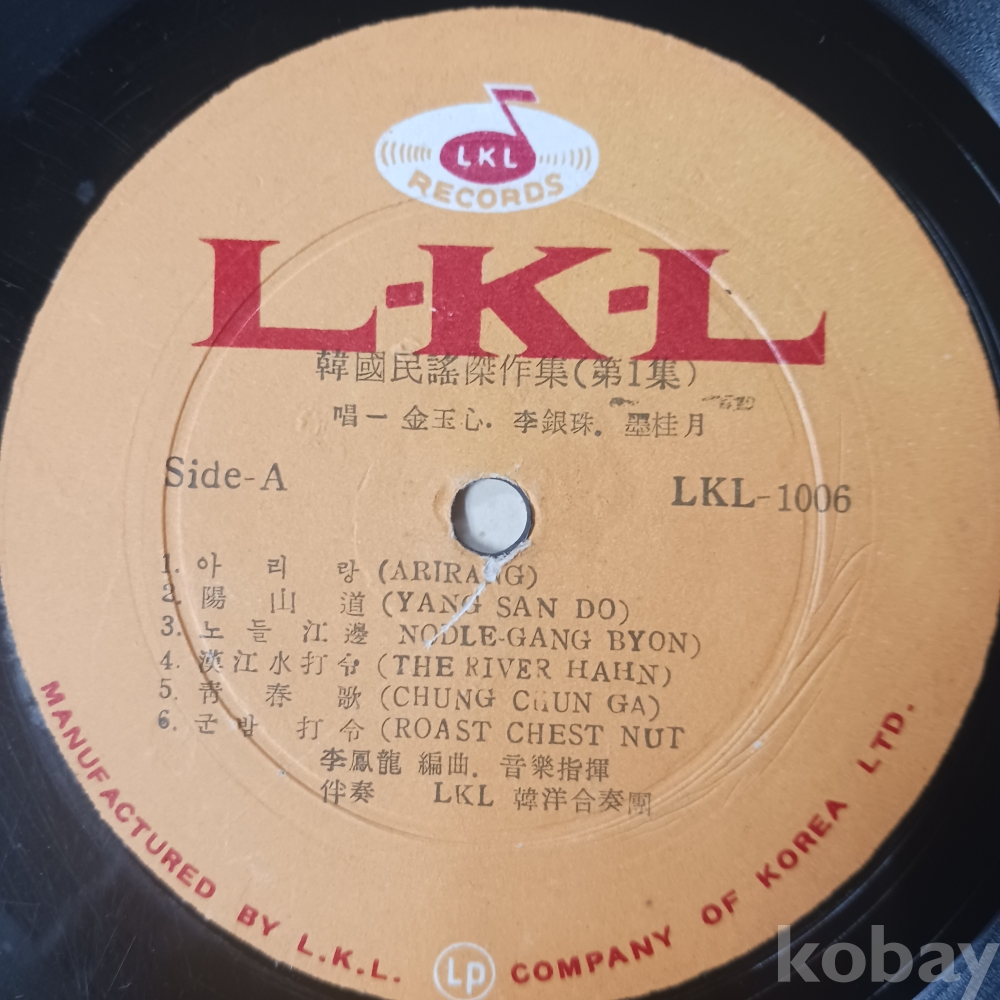 LKL
RECORDS
L·K·L
韓國民謠傑作集(第1集)
唱一 金玉心. 李銀珠. 墨桂月
Side-A
LKL-1006
1. 아 리 랑 (ARIRANG)
2. 陽 山 道 (YANG SAN DO)
3. 노 들 江 邊 NODLE-GANG BYON)
4. 漢江水打令 (THE RIVER HAHN)
5. 靑 春 歌 (CHUNG CHUN GA)
6. 군 밤 打 令 (ROAST CHEST NUT
李鳳龍 編曲. 音樂指揮
伴奏 LKL 韓洋合奏團
MANUFACTURED BY L.K.L. Lp COMPANY OF KOREA LTD.
kobay